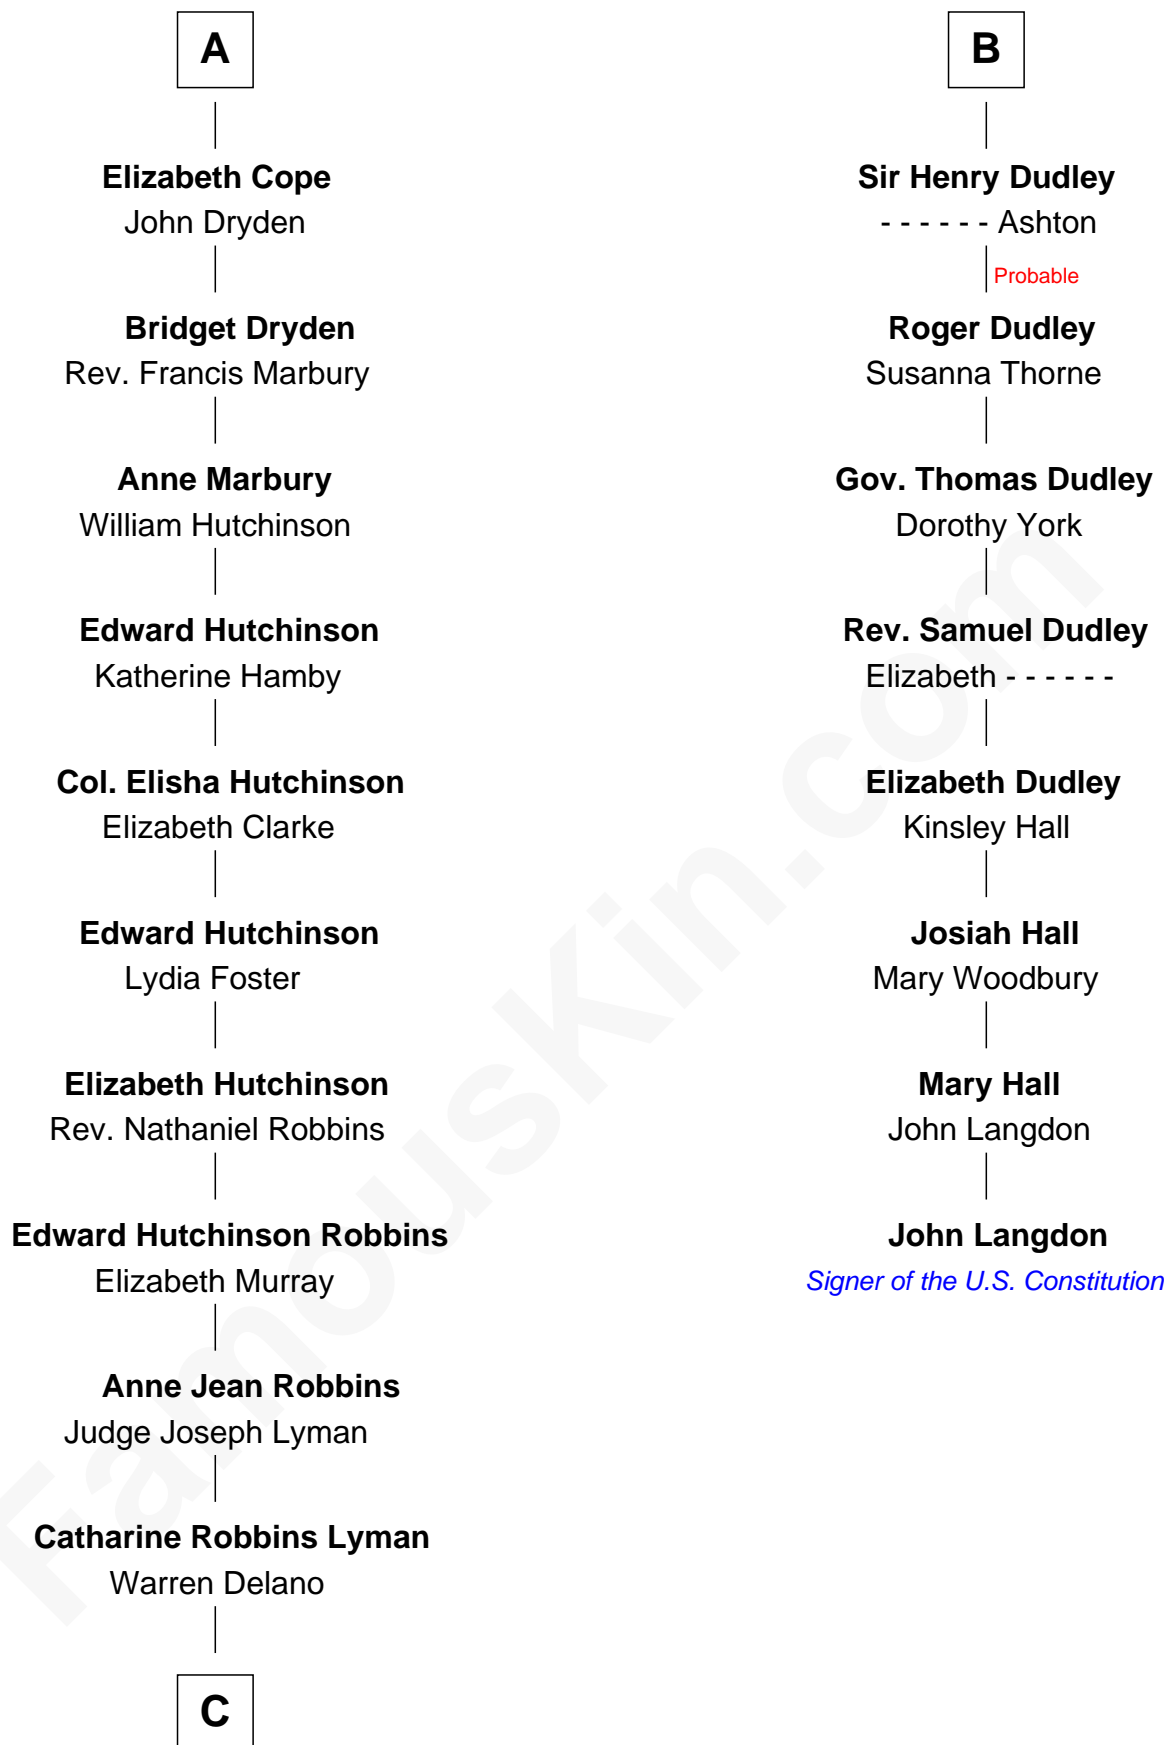 A
Elizabeth Cope
John Dryden
Bridget Dryden
Rev. Francis Marbury
Anne Marbury
William Hutchinson
Edward Hutchinson
Katherine Hamby
Col. Elisha Hutchinson
Elizabeth Clarke
Edward Hutchinson
Lydia Foster
Elizabeth Hutchinson
Rev. Nathaniel Robbins
Edward Hutchinson Robbins
Elizabeth Murray
Anne Jean Robbins
Judge Joseph Lyman
Catharine Robbins Lyman
Warren Delano
C
B
Sir Henry Dudley
- - - - - - Ashton
Probable
Roger Dudley
Susanna Thorne
Gov. Thomas Dudley
Dorothy York
Rev. Samuel Dudley
Elizabeth - - - - - -
Elizabeth Dudley
Kinsley Hall
Josiah Hall
Mary Woodbury
Mary Hall
John Langdon
John Langdon
Signer of the U.S. Constitution
FamousKin.com